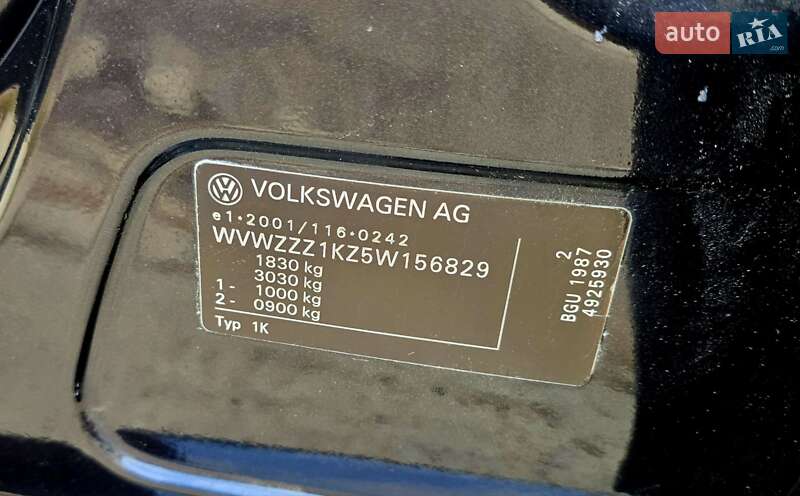 auto RIA .com
VOLKSWAGEN AG
e1*2001/116*0242
WVWZZZ1KZ5W156829
1830 kg
3030 kg
1 - 1000 kg
2 - 0900 kg
Typ 1K
2
BGU 1987
4925930